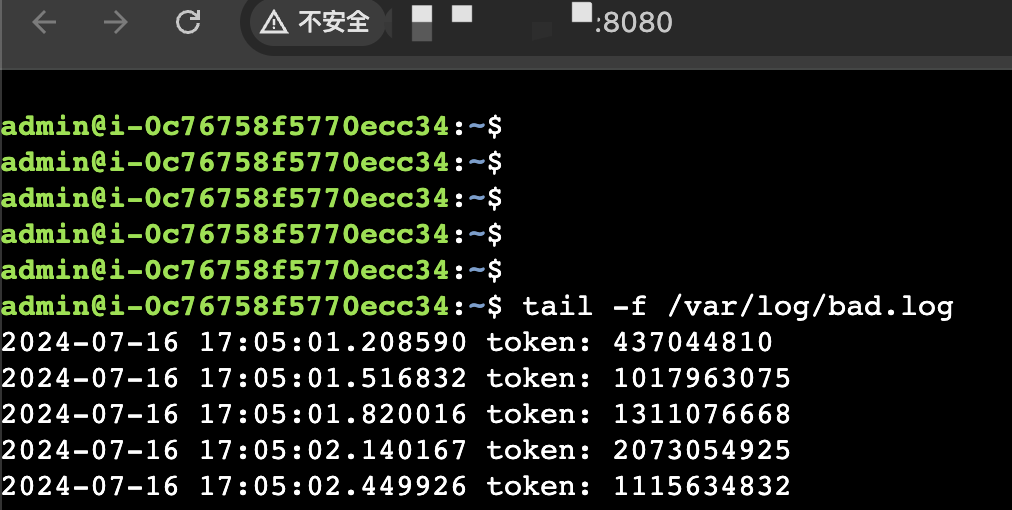 不安全 :8080
admin@i-0c76758f5770ecc34:~$
admin@i-0c76758f5770ecc34:~$
admin@i-0c76758f5770ecc34:~$
admin@i-0c76758f5770ecc34:~$
admin@i-0c76758f5770ecc34:~$
admin@i-0c76758f5770ecc34:~$ tail -f /var/log/bad.log
2024-07-16 17:05:01.208590 token: 437044810
2024-07-16 17:05:01.516832 token: 1017963075
2024-07-16 17:05:01.820016 token: 1311076668
2024-07-16 17:05:02.140167 token: 2073054925
2024-07-16 17:05:02.449926 token: 1115634832